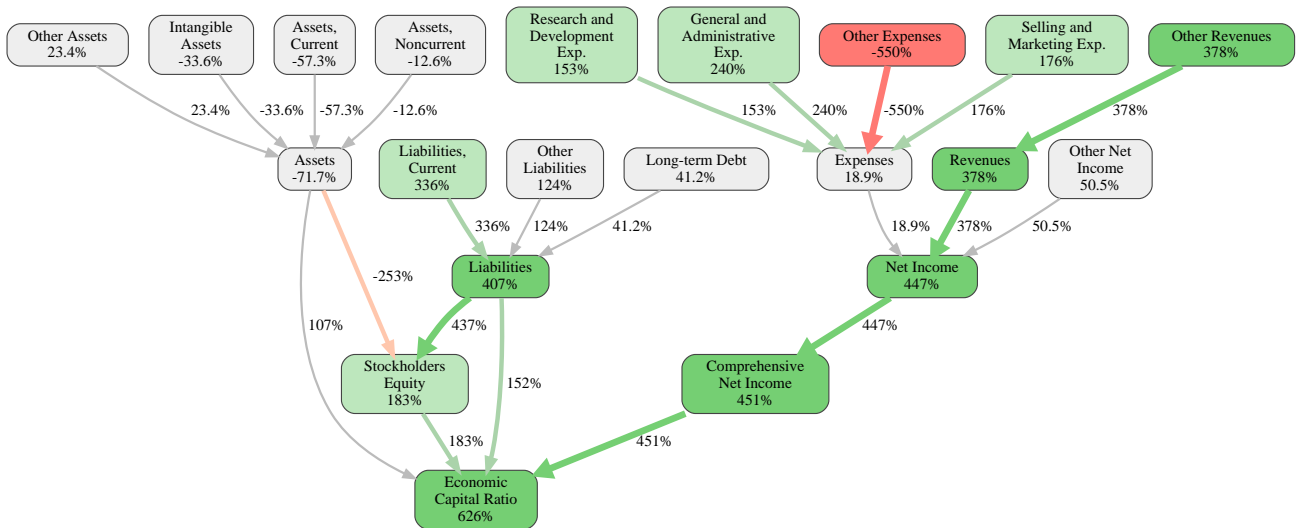 Other Assets
23.4%
Intangible
Assets
-33.6%
Assets,
Current
-57.3%
Assets,
Noncurrent
-12.6%
Research and
Development
Exp.
153%
General and
Administrative
Exp.
240%
Other Expenses
-550%
Selling and
Marketing Exp.
176%
Other Revenues
378%
23.4%
-33.6%
-57.3%
-12.6%
153%
240%
-550%
176%
378%
Assets
-71.7%
Liabilities,
Current
336%
Other
Liabilities
124%
Long-term Debt
41.2%
Expenses
18.9%
Revenues
378%
Other Net
Income
50.5%
336%
124%
41.2%
18.9%
378%
50.5%
-253%
Liabilities
407%
Net Income
447%
107%
437%
447%
Stockholders
Equity
183%
152%
Comprehensive
Net Income
451%
183%
451%
Economic
Capital Ratio
626%